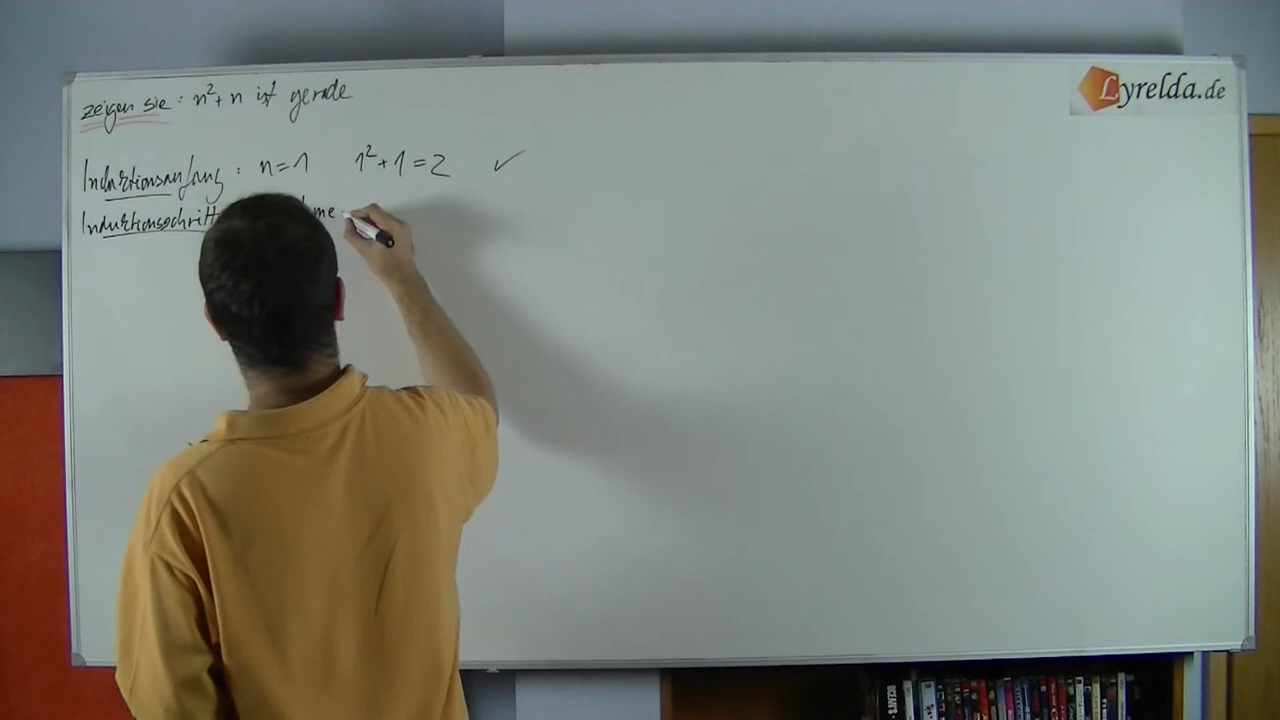 zeigen sie: n²+n ist gerade
Lyrelda.de
Induktionsanfang: n=1 1²+1=2 ✓
Induktionsschritt